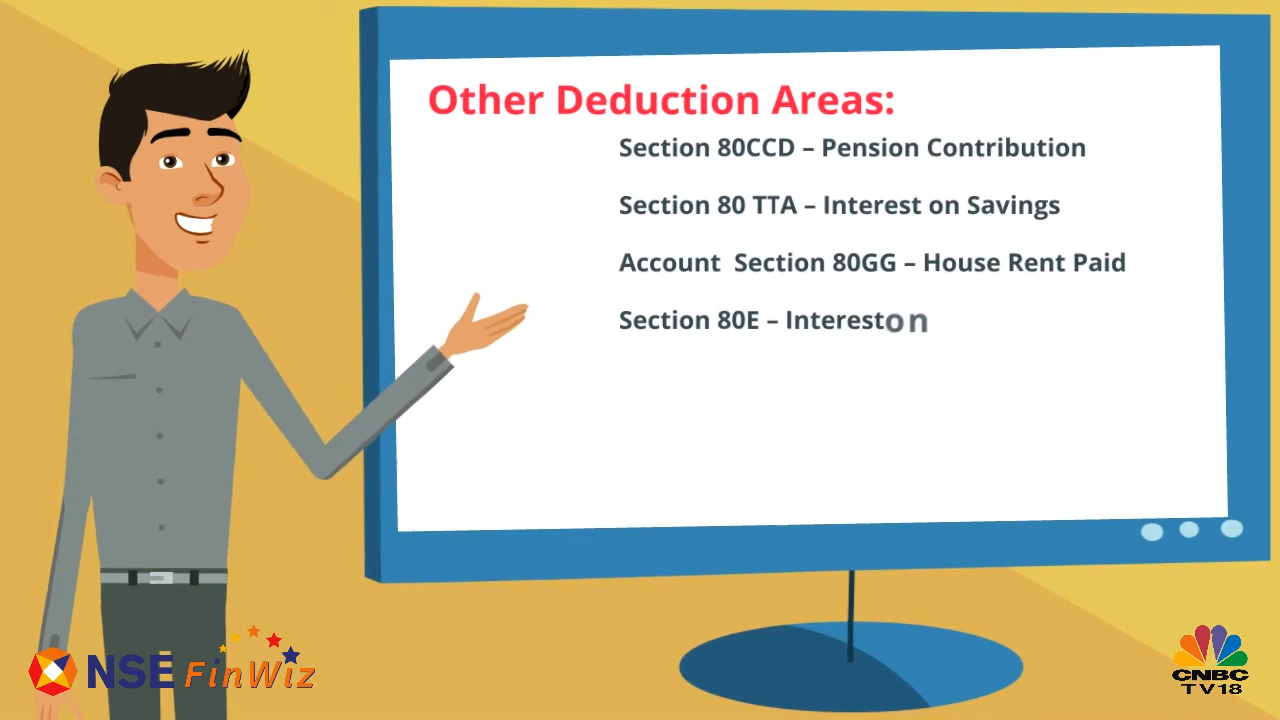 Other Deduction Areas:
Section 80CCD – Pension Contribution
Section 80 TTA – Interest on Savings
Account  Section 80GG – House Rent Paid
Section 80E – Interest on
NSE FinWiz
CNBC
TV18